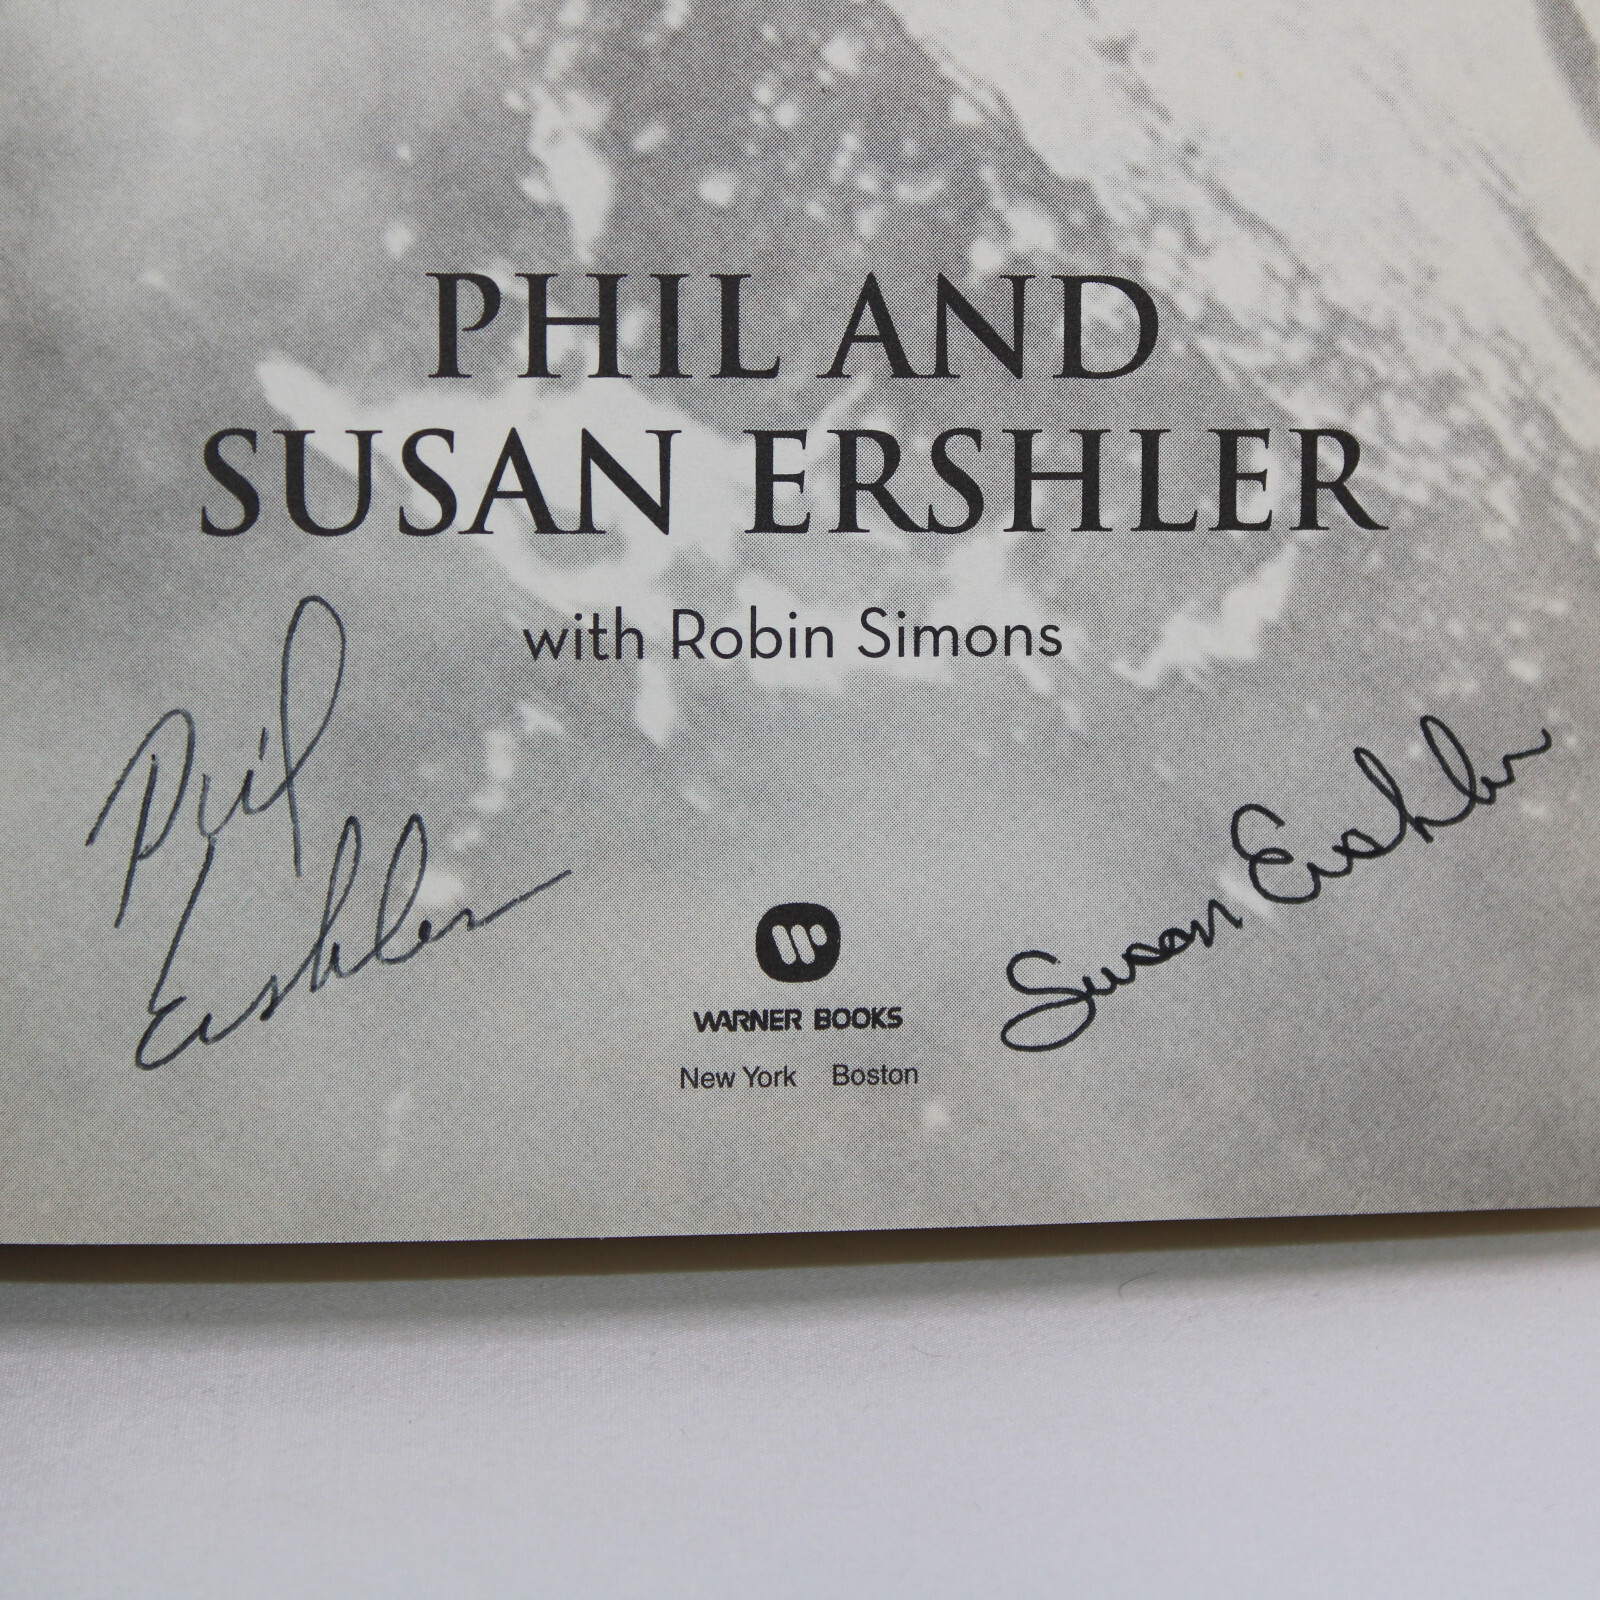 PHIL AND
SUSAN ERSHLER
with Robin Simons
Phil
Ershler
Susan Ershler
W
WARNER BOOKS
New York Boston